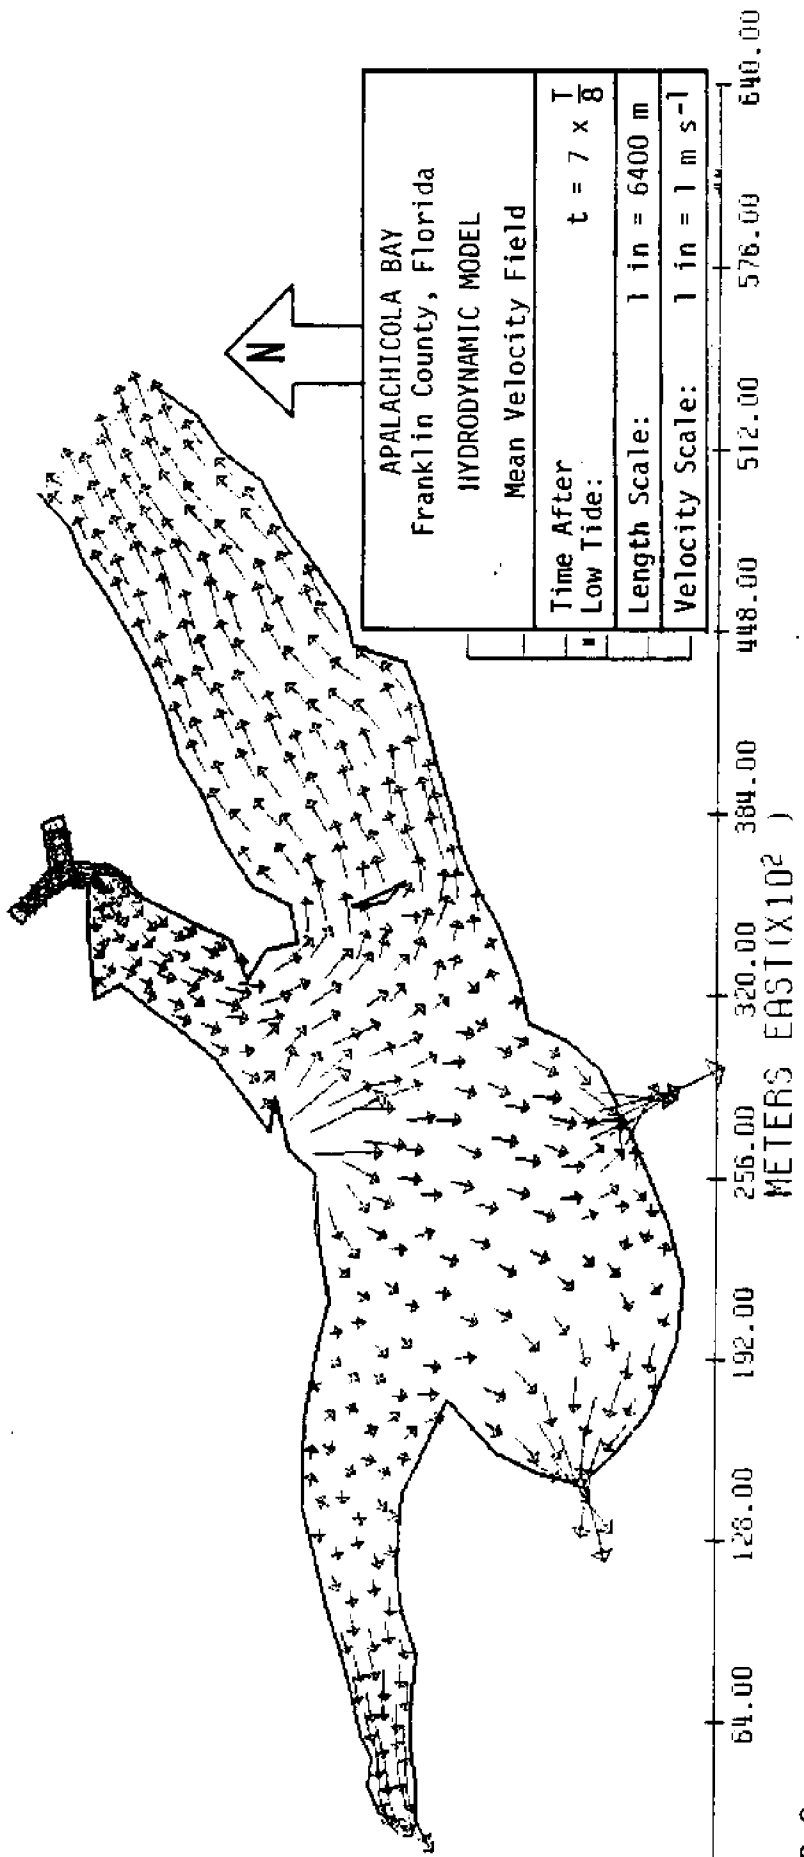 N
APALACHICOLA BAY
Franklin County, Florida
HYDRODYNAMIC MODEL
Mean Velocity Field
Time After
Low Tide: t = 7 x T/8
Length Scale: 1 in = 6400 m
Velocity Scale: 1 in = 1 m s-1
64.00 128.00 192.00 256.00 320.00 384.00 448.00 512.00 576.00 640.00
METERS EAST(X10² )